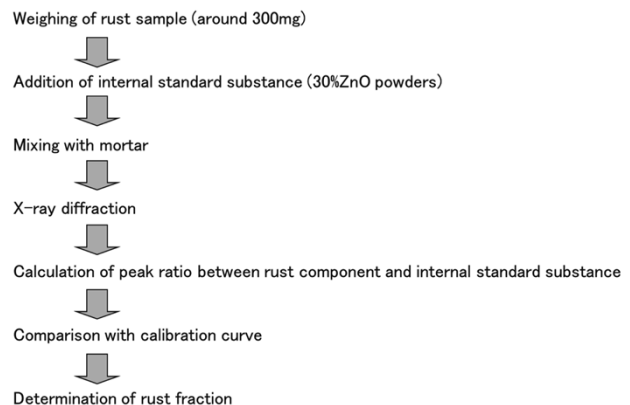 Weighing of rust sample (around 300mg)
Addition of internal standard substance (30%ZnO powders)
Mixing with mortar
X-ray diffraction
Calculation of peak ratio between rust component and internal standard substance
Comparison with calibration curve
Determination of rust fraction